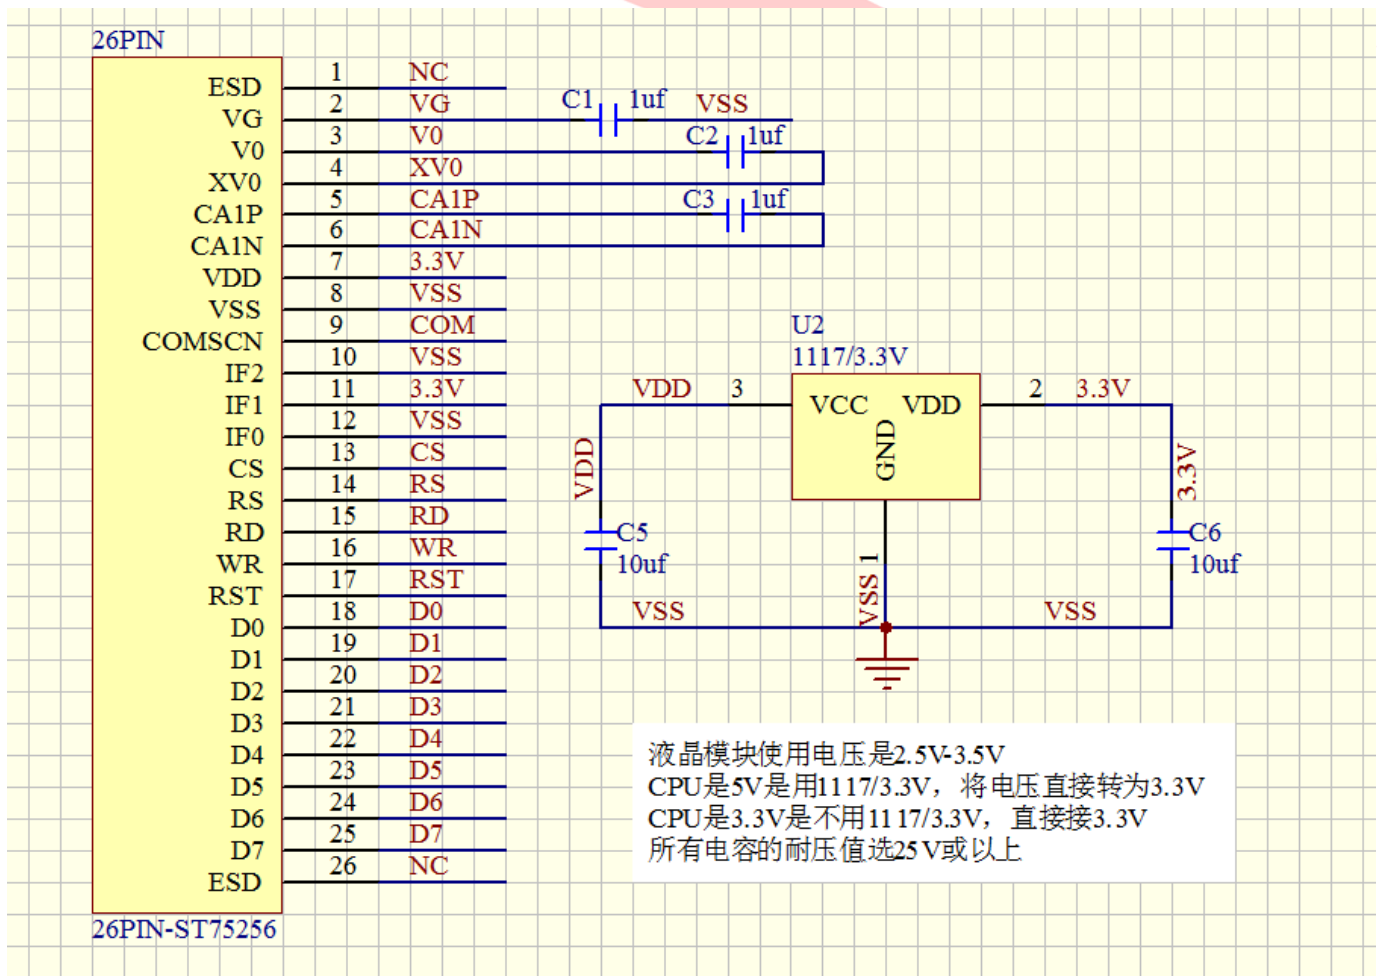 26PIN
ESD 1 NC
VG 2 VG C1 1uf VSS
V0 3 V0 C2 1uf
XV0 4 XV0
CA1P 5 CA1P C3 1uf
CA1N 6 CA1N
VDD 7 3.3V
VSS 8 VSS
COMSCN 9 COM
IF2 10 VSS
IF1 11 3.3V
IF0 12 VSS
CS 13 CS
RS 14 RS
RD 15 RD
WR 16 WR
RST 17 RST
D0 18 D0
D1 19 D1
D2 20 D2
D3 21 D3
D4 22 D4
D5 23 D5
D6 24 D6
D7 25 D7
ESD 26 NC
26PIN-ST75256
U2
1117/3.3V
VDD 3 VCC VDD 2 3.3V
GND
VDD
3.3V
C5
10uf
C6
10uf
VSS 1
VSS
VSS
液晶模块使用电压是2.5V-3.5V
CPU是5V是用1117/3.3V，将电压直接转为3.3V
CPU是3.3V是不用1117/3.3V，直接接3.3V
所有电容的耐压值选25V或以上